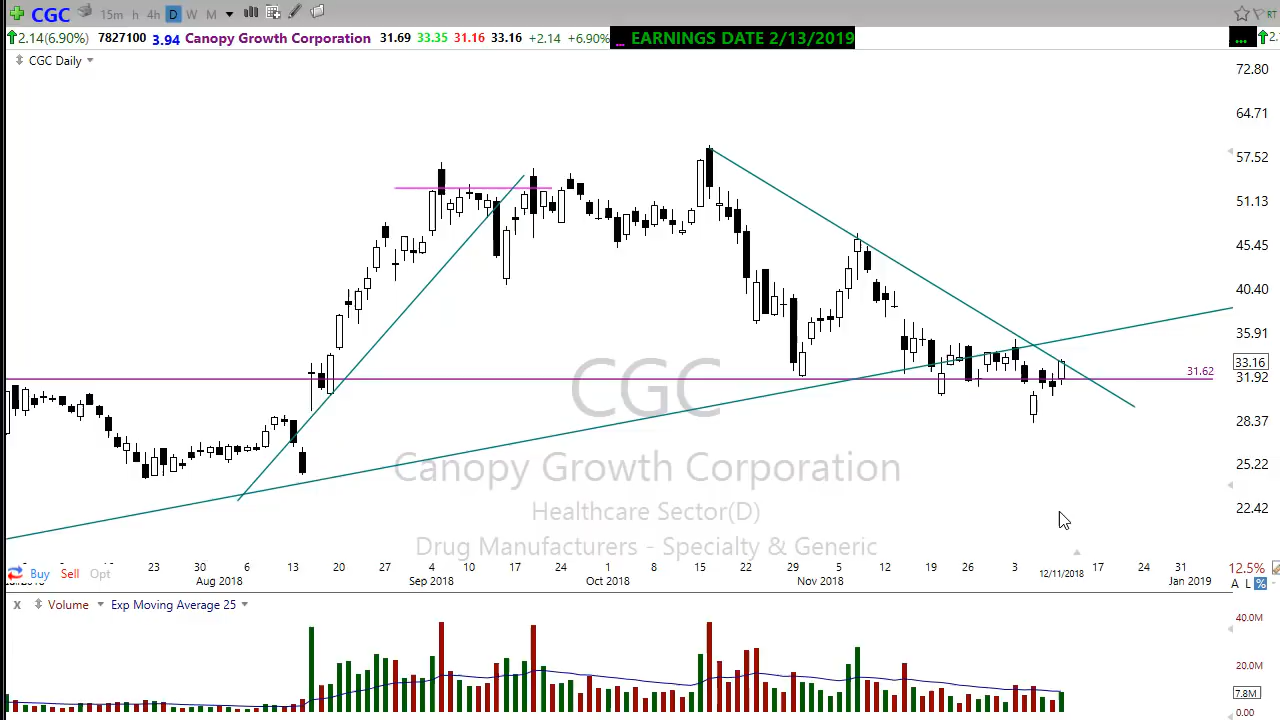 CGC 15m h 4h D W M RT
2.14(6.90%) 7827100 3.94 Canopy Growth Corporation 31.69 33.35 31.16 33.16 +2.14 +6.90% ... EARNINGS DATE 2/13/2019 ...
CGC Daily
72.80
64.71
57.52
51.13
45.45
40.40
35.91
33.16
31.62
31.92
28.37
25.22
22.42
CGC
Canopy Growth Corporation
Healthcare Sector(D)
Drug Manufacturers - Specialty & Generic
23 30 6 13 20 27 4 10 17 24 1 8 15 22 29 5 12 19 26 3 17 24 31 12.5%
Aug 2018 Sep 2018 Oct 2018 Nov 2018 12/11/2018 Jan 2019 A L %
Buy Sell Opt
x Volume Exp Moving Average 25
40.0M
20.0M
7.8M
0.00